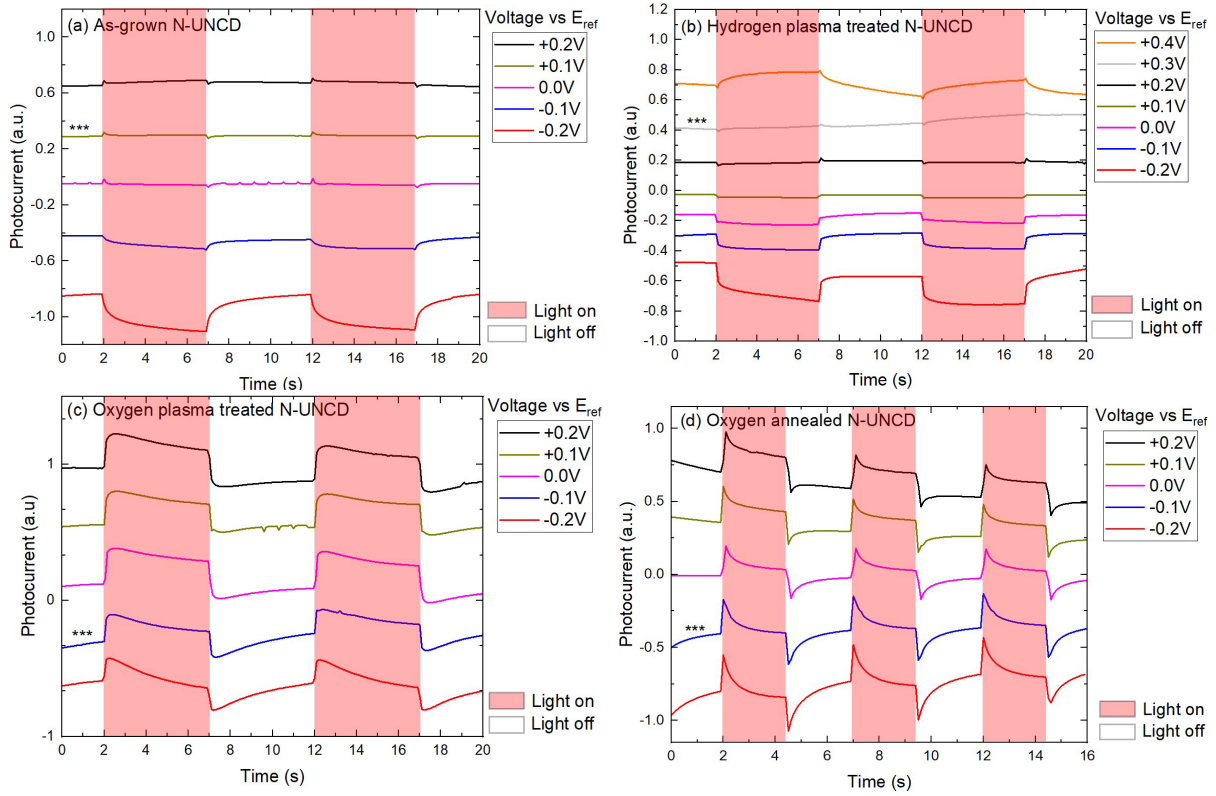 (a) As-grown N-UNCD
Voltage vs E_ref
+0.2V
+0.1V
0.0V
-0.1V
-0.2V
***
1.0
0.6
0.2
-0.2
-0.6
-1.0
Photocurrent (a.u.)
0 2 4 6 8 10 12 14 16 18 20
Time (s)
Light on
Light off
(b) Hydrogen plasma treated N-UNCD
Voltage vs E_ref
+0.4V
+0.3V
+0.2V
+0.1V
0.0V
-0.1V
-0.2V
***
1.2
1.0
0.8
0.6
0.4
0.2
0.0
-0.2
-0.4
-0.6
-0.8
-1.0
Photocurrent (a.u)
0 2 4 6 8 10 12 14 16 18 20
Time (s)
Light on
Light off
(c) Oxygen plasma treated N-UNCD
Voltage vs E_ref
+0.2V
+0.1V
0.0V
-0.1V
-0.2V
***
1
0
-1
Photocurrent (a.u)
0 2 4 6 8 10 12 14 16 18 20
Time (s)
Light on
Light off
(d) Oxygen annealed N-UNCD
Voltage vs E_ref
+0.2V
+0.1V
0.0V
-0.1V
-0.2V
***
1.0
0.5
0.0
-0.5
-1.0
Photocurrent (a.u.)
0 2 4 6 8 10 12 14 16
Time (s)
Light on
Light off